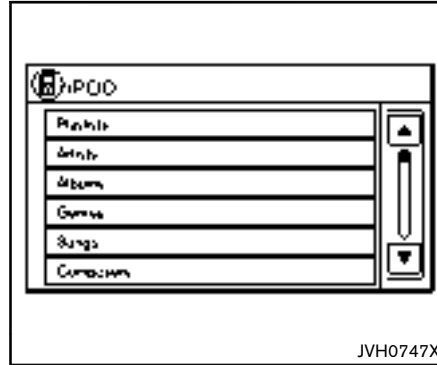 iPOD
Playlists
Artists
Albums
Genres
Songs
Composers
JVH0747X